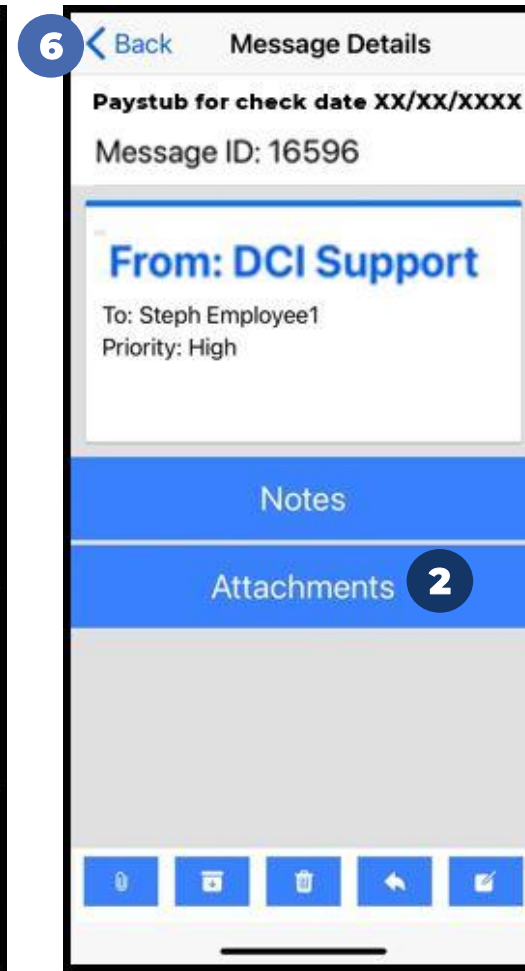 6
Back Message Details
Paystub for check date XX/XX/XXXX
Message ID: 16596
From: DCI Support
To: Steph Employee1
Priority: High
Notes
Attachments 2